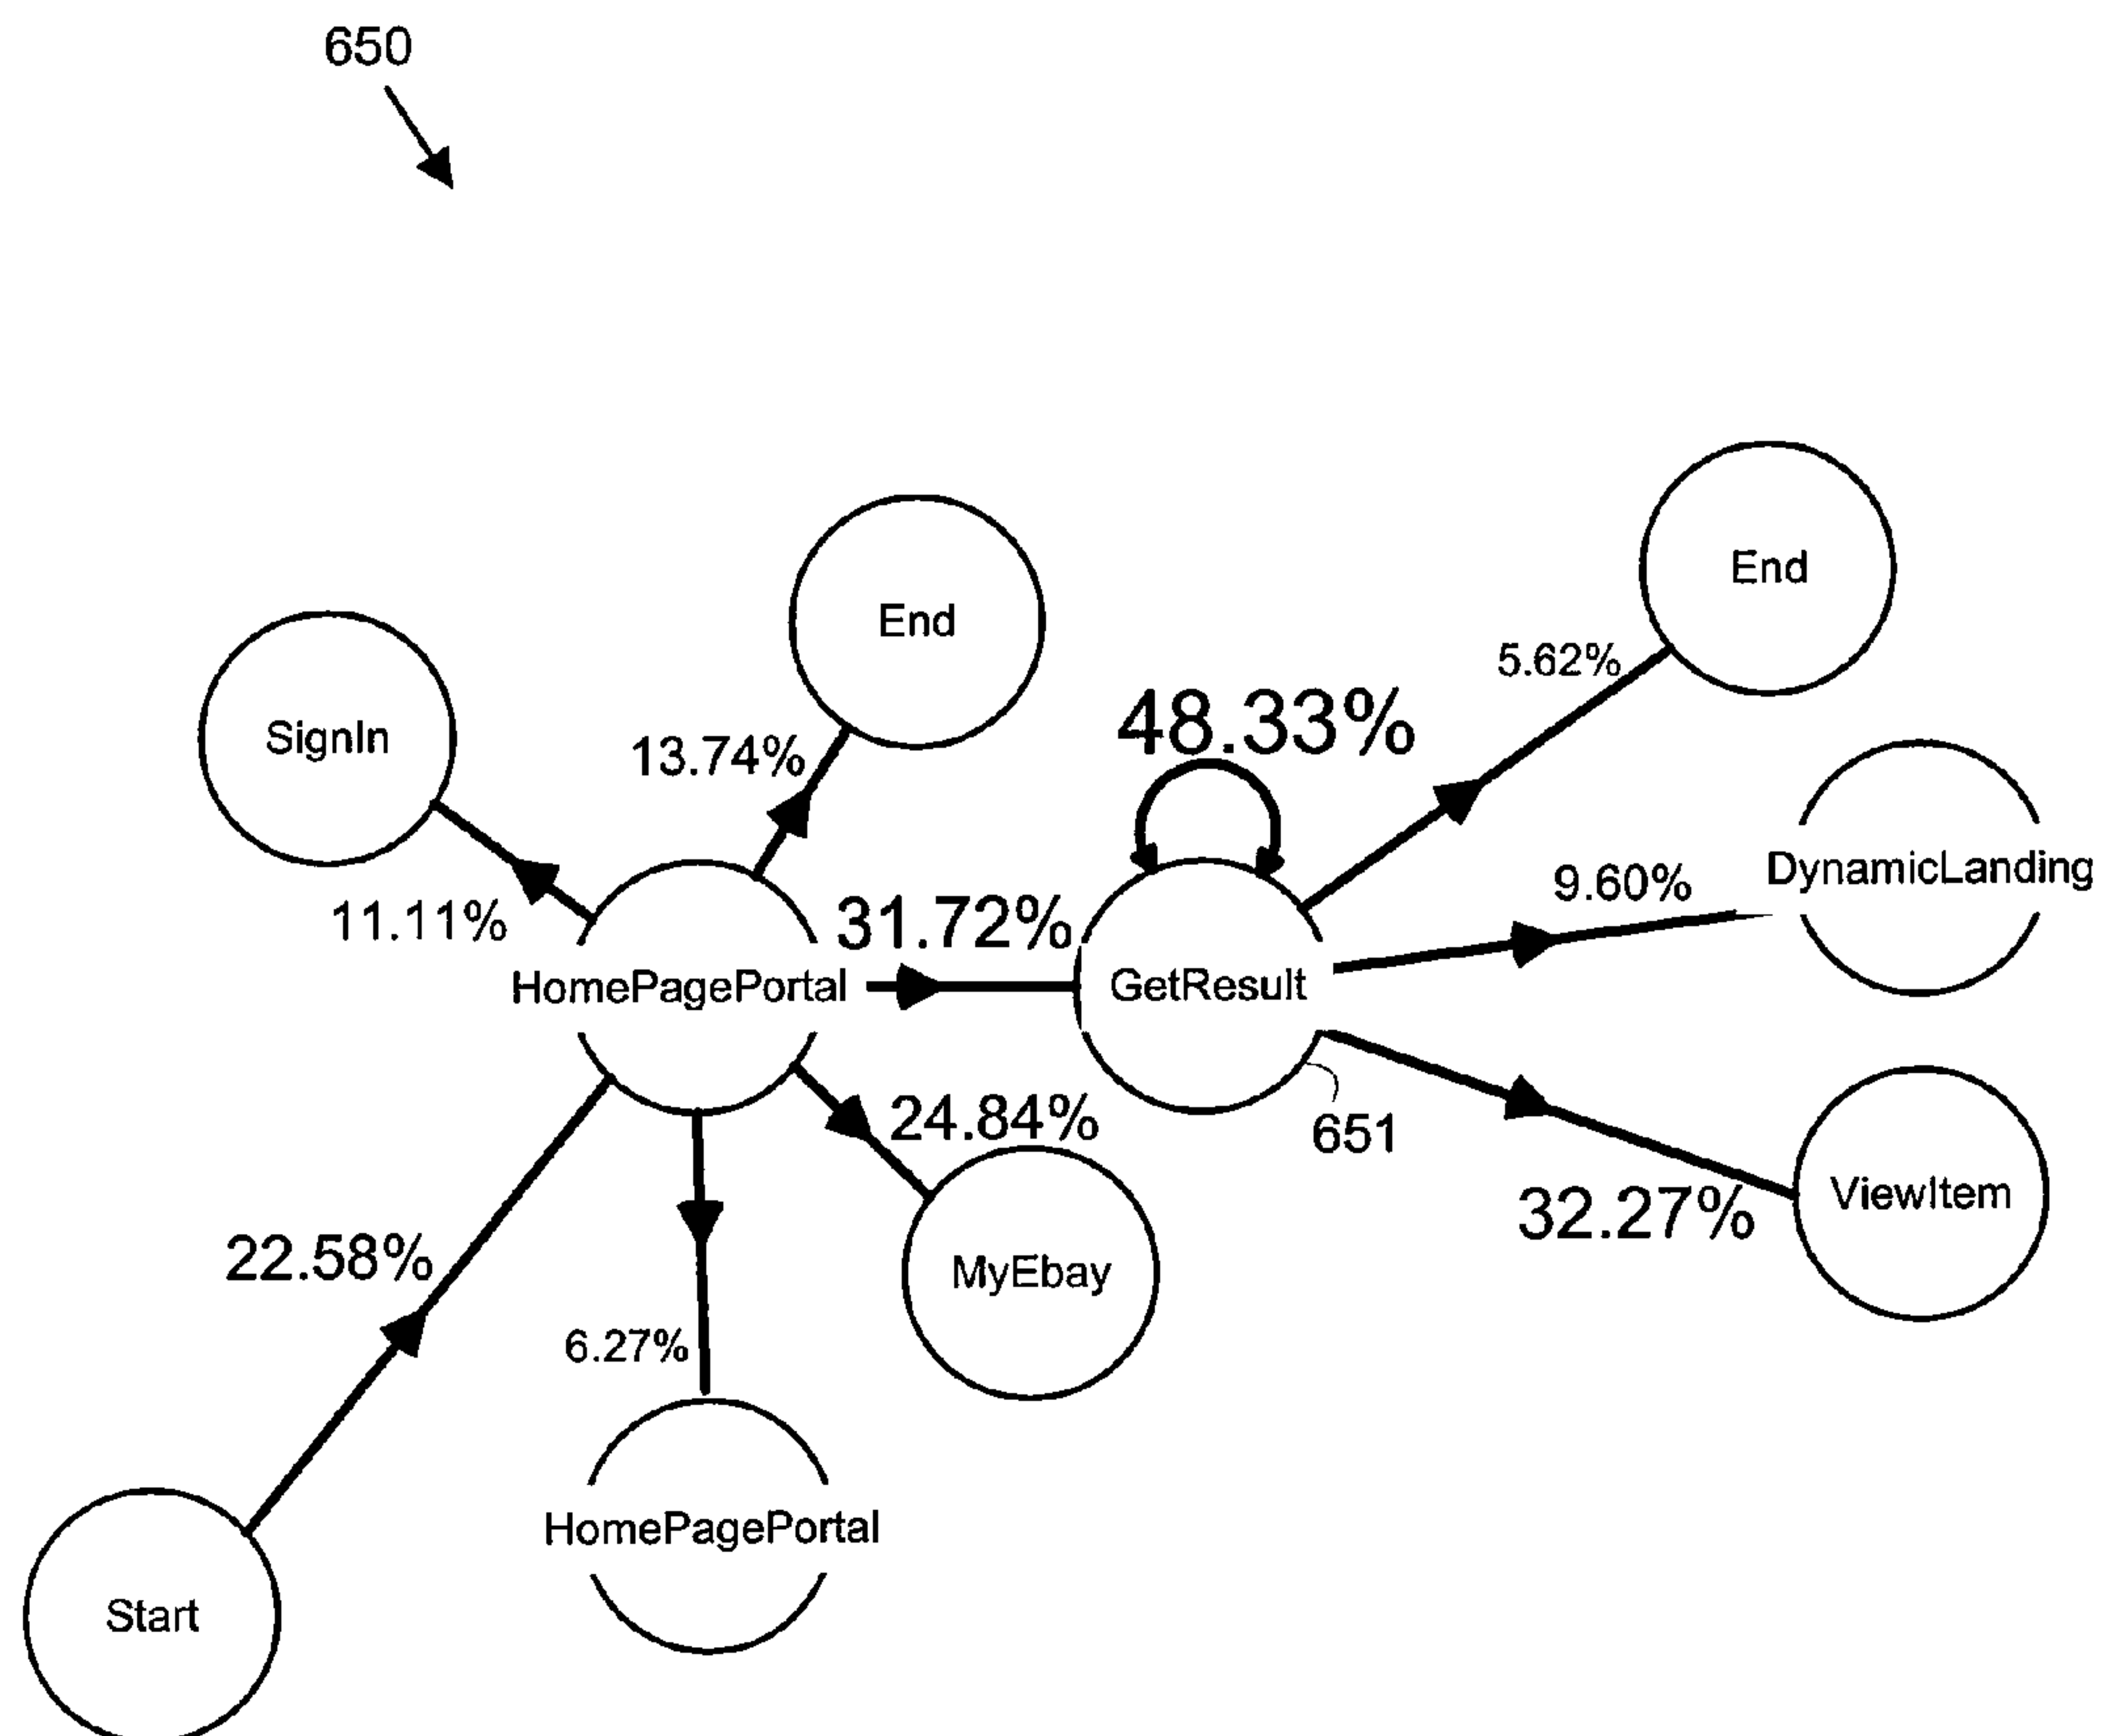 650
End
End
5.62%
48.33%
SignIn
13.74%
DynamicLanding
9.60%
11.11%
31.72%
HomePagePortal
GetResult
24.84%
651
ViewItem
32.27%
22.58%
MyEbay
6.27%
HomePagePortal
Start